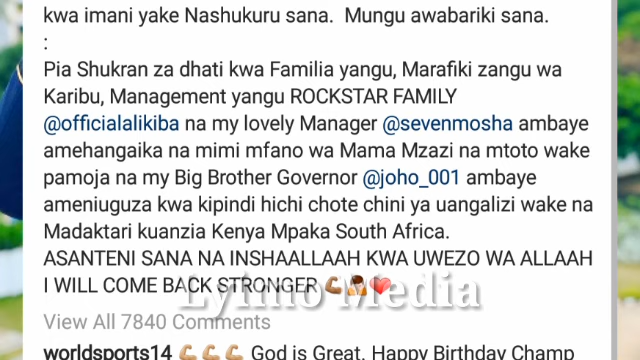 kwa imani yake Nashukuru sana. Mungu awabariki sana.
:
Pia Shukran za dhati kwa Familia yangu, Marafiki zangu wa
Karibu, Management yangu ROCKSTAR FAMILY
@officialalikiba na my lovely Manager @sevenmosha ambaye
amehangaika na mimi mfano wa Mama Mzazi na mtoto wake
pamoja na my Big Brother Governor @joho_001 ambaye
ameniuguza kwa kipindi hichi chote chini ya uangalizi wake na
Madaktari kuanzia Kenya Mpaka South Africa.
ASANTENI SANA NA INSHAALLAAH KWA UWEZO WA ALLAAH
I WILL COME BACK STRONGER 💪🏽🙏🏽❤️
Lyimo Media
View All 7840 Comments
worldsports14 💪🏽💪🏽💪🏽 God is Great. Happy Birthday Champ